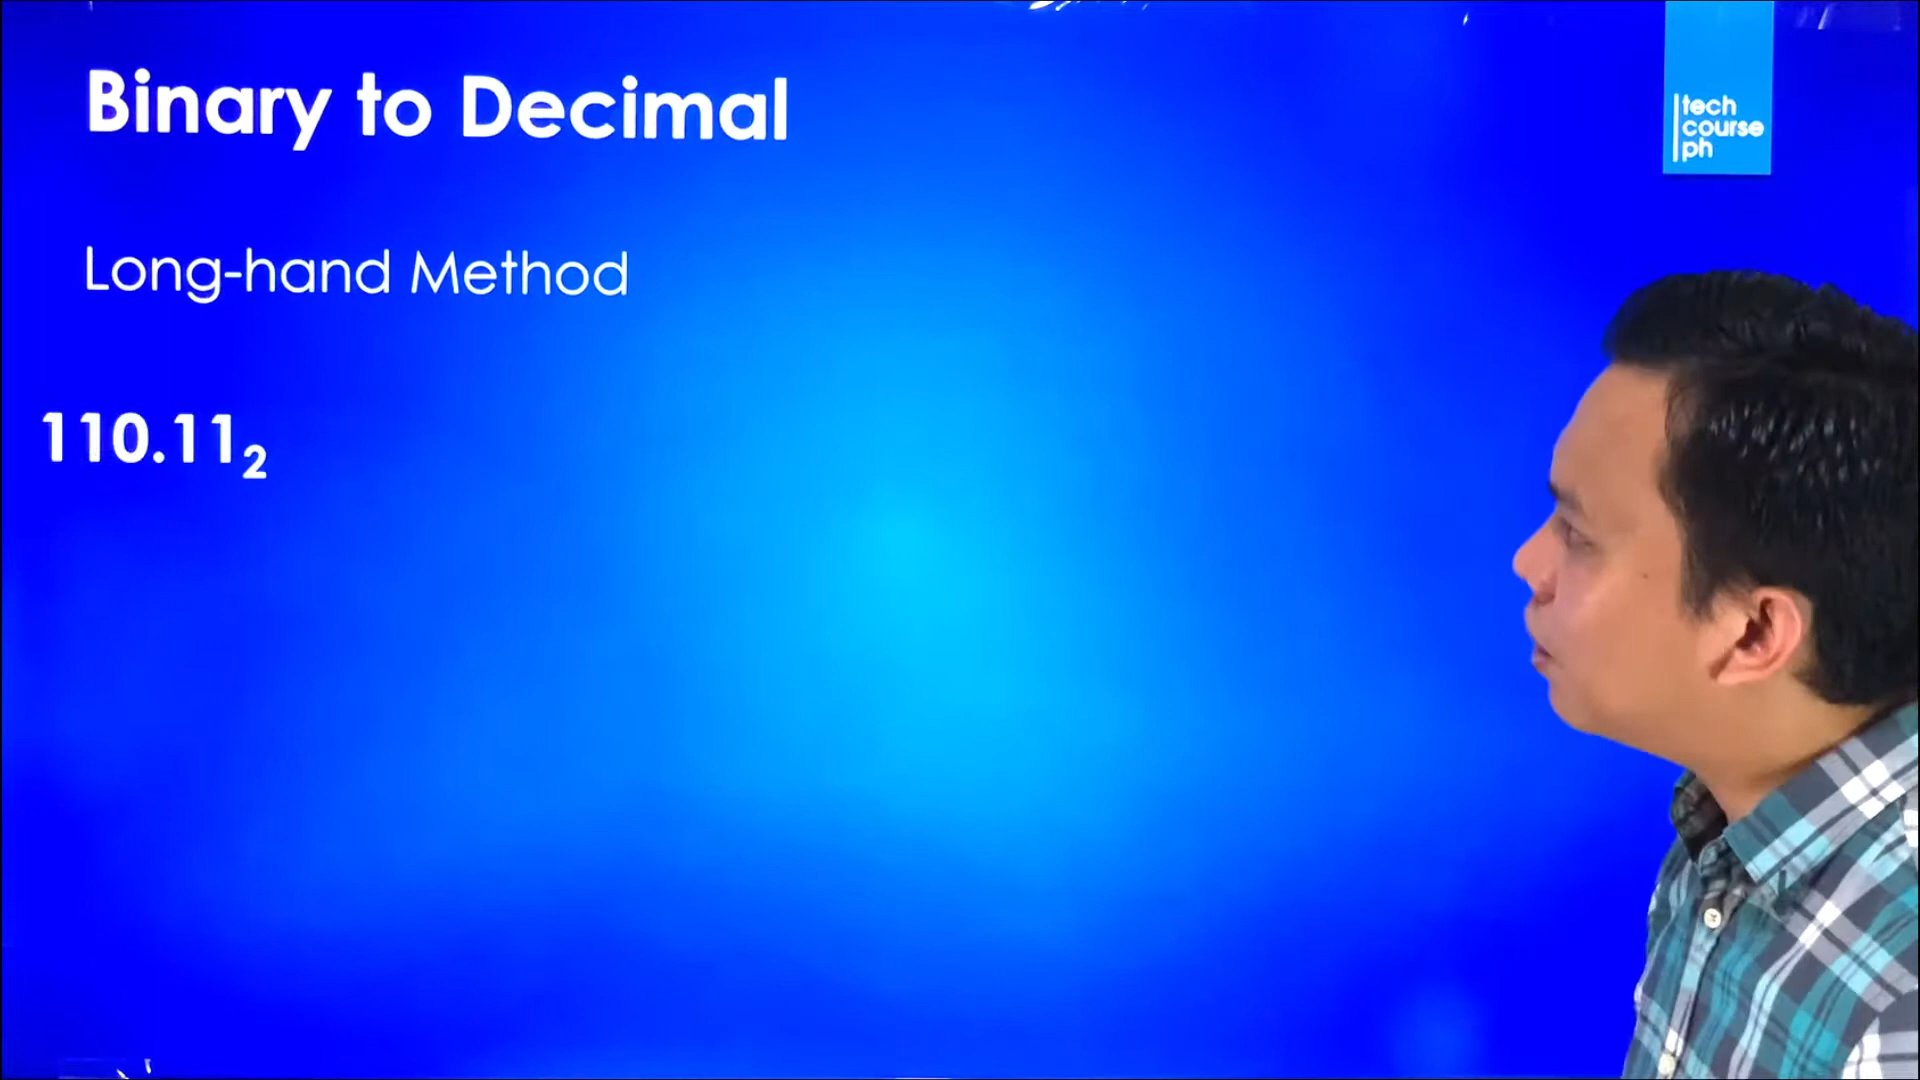 Binary to Decimal
tech
course
ph
Long-hand Method
110.11₂